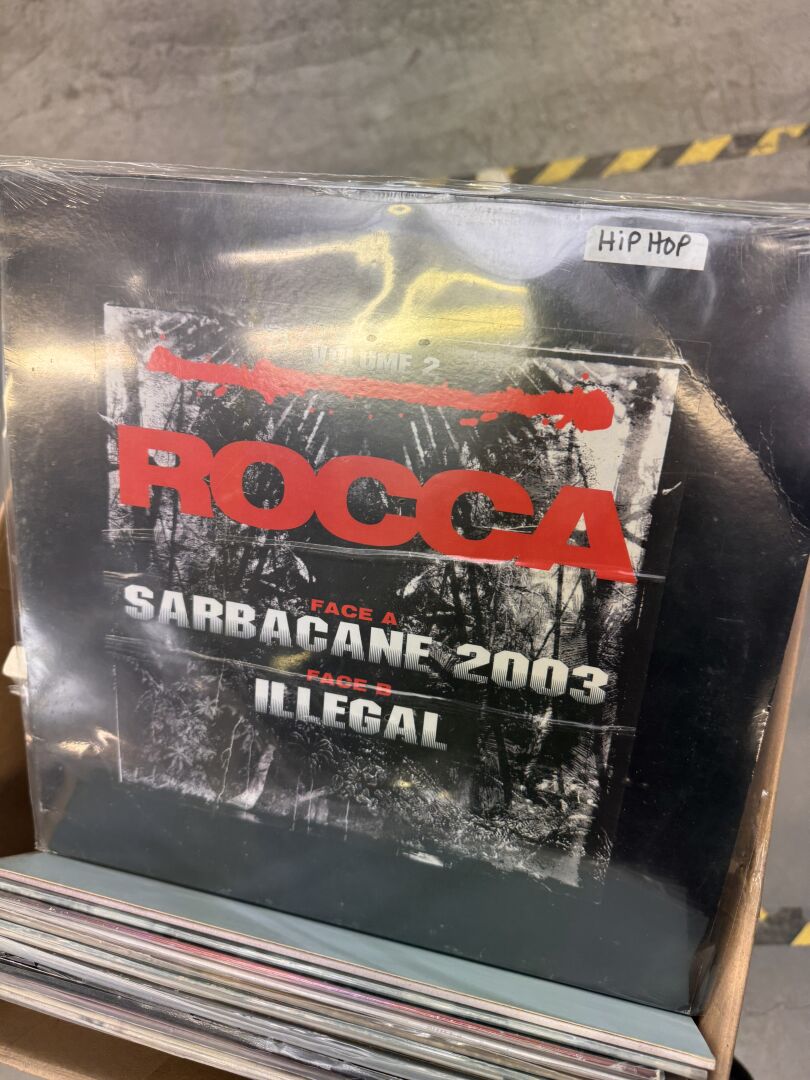 HiP HOP
VOLUME 2
ROCCA
FACE A
SARBACANE 2003
FACE B
ILLEGAL